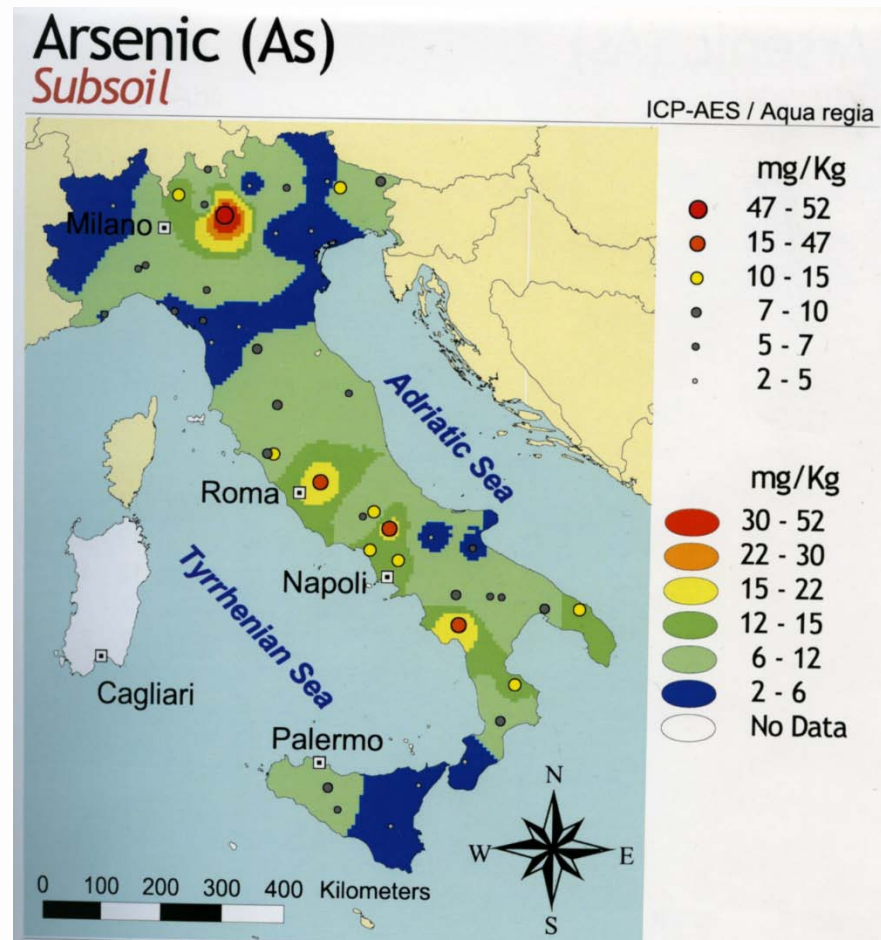 Arsenic (As)
Subsoil
ICP-AES / Aqua regia
mg/Kg
47 - 52
15 - 47
10 - 15
7 - 10
5 - 7
2 - 5
mg/Kg
30 - 52
22 - 30
15 - 22
12 - 15
6 - 12
2 - 6
No Data
Milano
Adriatic Sea
Roma
Napoli
Tyrrhenian Sea
Cagliari
Palermo
N
W
E
S
0 100 200 300 400 Kilometers